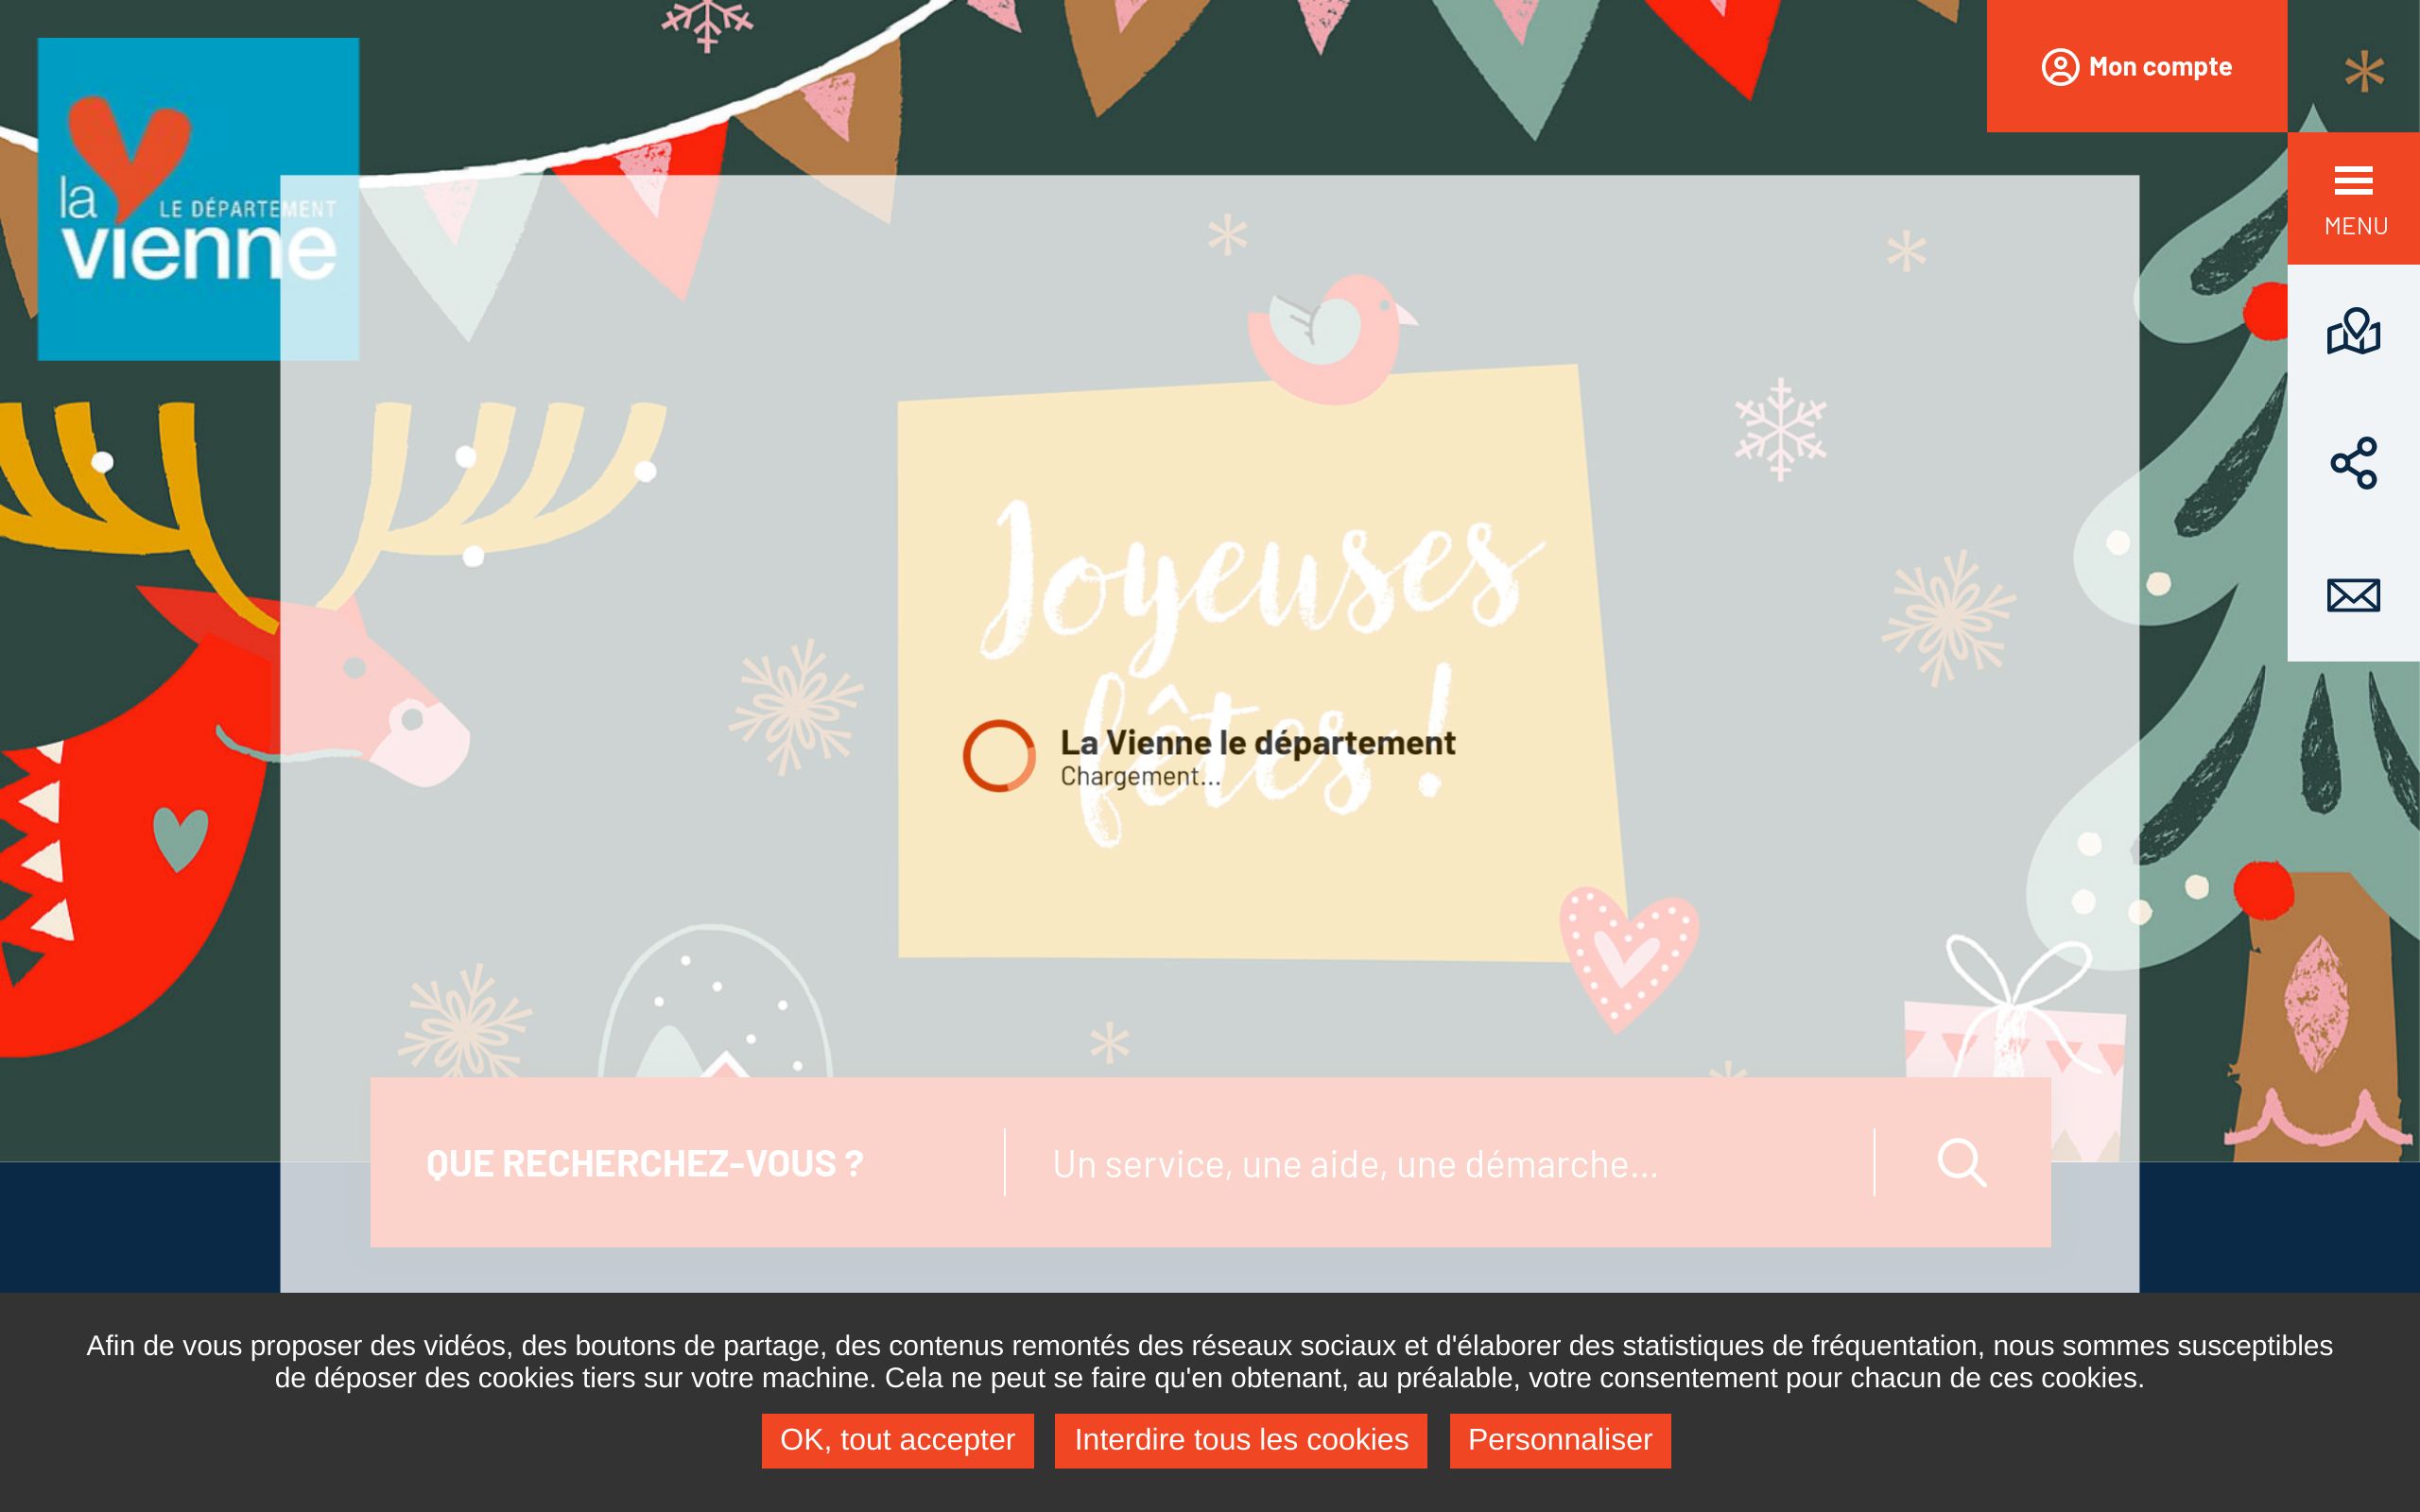 Mon compte
la
LE DÉPARTEMENT
vienne
MENU
Joyeuses
fêtes !
La Vienne le département
Chargement...
QUE RECHERCHEZ-VOUS ?
Un service, une aide, une démarche...
Afin de vous proposer des vidéos, des boutons de partage, des contenus remontés des réseaux sociaux et d'élaborer des statistiques de fréquentation, nous sommes susceptibles
de déposer des cookies tiers sur votre machine. Cela ne peut se faire qu'en obtenant, au préalable, votre consentement pour chacun de ces cookies.
OK, tout accepter
Interdire tous les cookies
Personnaliser